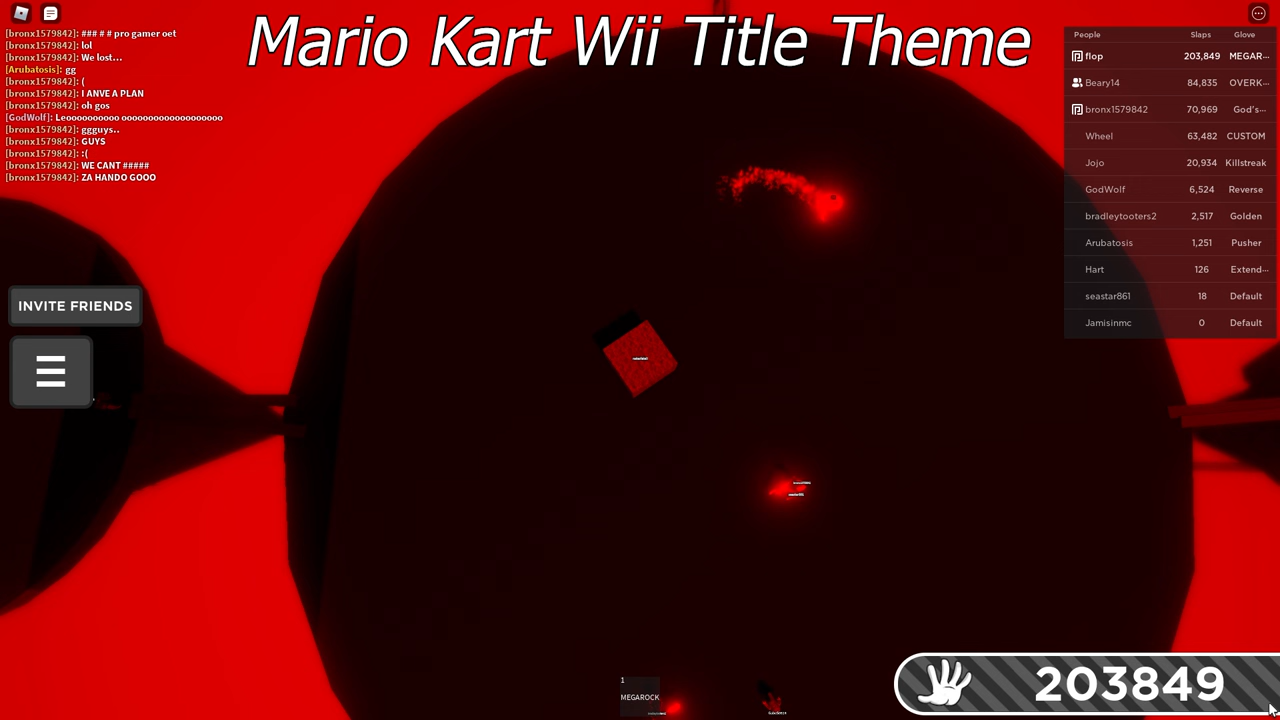 Mario Kart Wii Title Theme
[bronx1579842]: ### # # pro gamer oet
[bronx1579842]: lol
[bronx1579842]: We lost...
[Arubatosis]: gg
[bronx1579842]: (
[bronx1579842]: I ANVE A PLAN
[bronx1579842]: oh gos
[GodWolf]: Leoooooooooo ooooooooooooooooooo
[bronx1579842]: ggguys..
[bronx1579842]: GUYS
[bronx1579842]: :(
[bronx1579842]: WE CANT #####
[bronx1579842]: ZA HANDO GOOO
People Slaps Glove
flop 203,849 MEGAR...
Beary14 84,835 OVERK...
bronx1579842 70,969 God's...
Wheel 63,482 CUSTOM
Jojo 20,934 Killstreak
GodWolf 6,524 Reverse
bradleytooters2 2,517 Golden
Arubatosis 1,251 Pusher
Hart 126 Extend...
seastar861 18 Default
Jamisinmc 0 Default
INVITE FRIENDS
1
MEGAROCK
203849